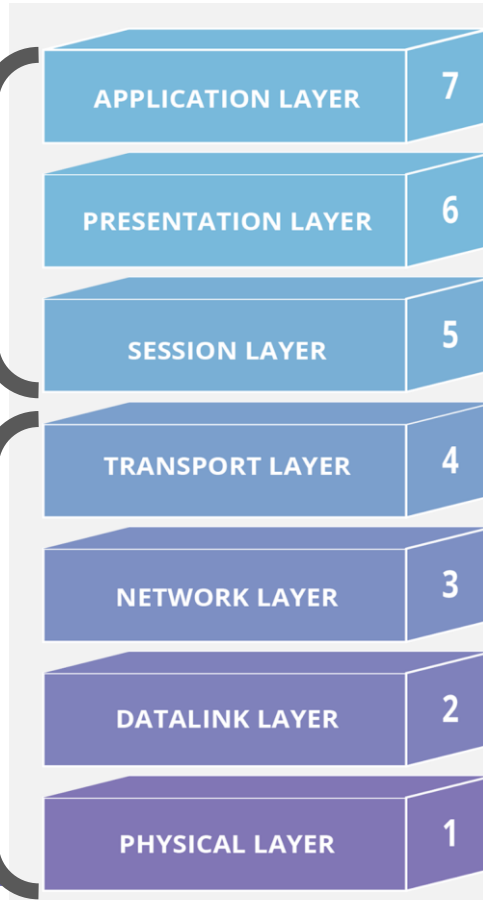 APPLICATION LAYER 7
PRESENTATION LAYER 6
SESSION LAYER 5
TRANSPORT LAYER 4
NETWORK LAYER 3
DATALINK LAYER 2
PHYSICAL LAYER 1